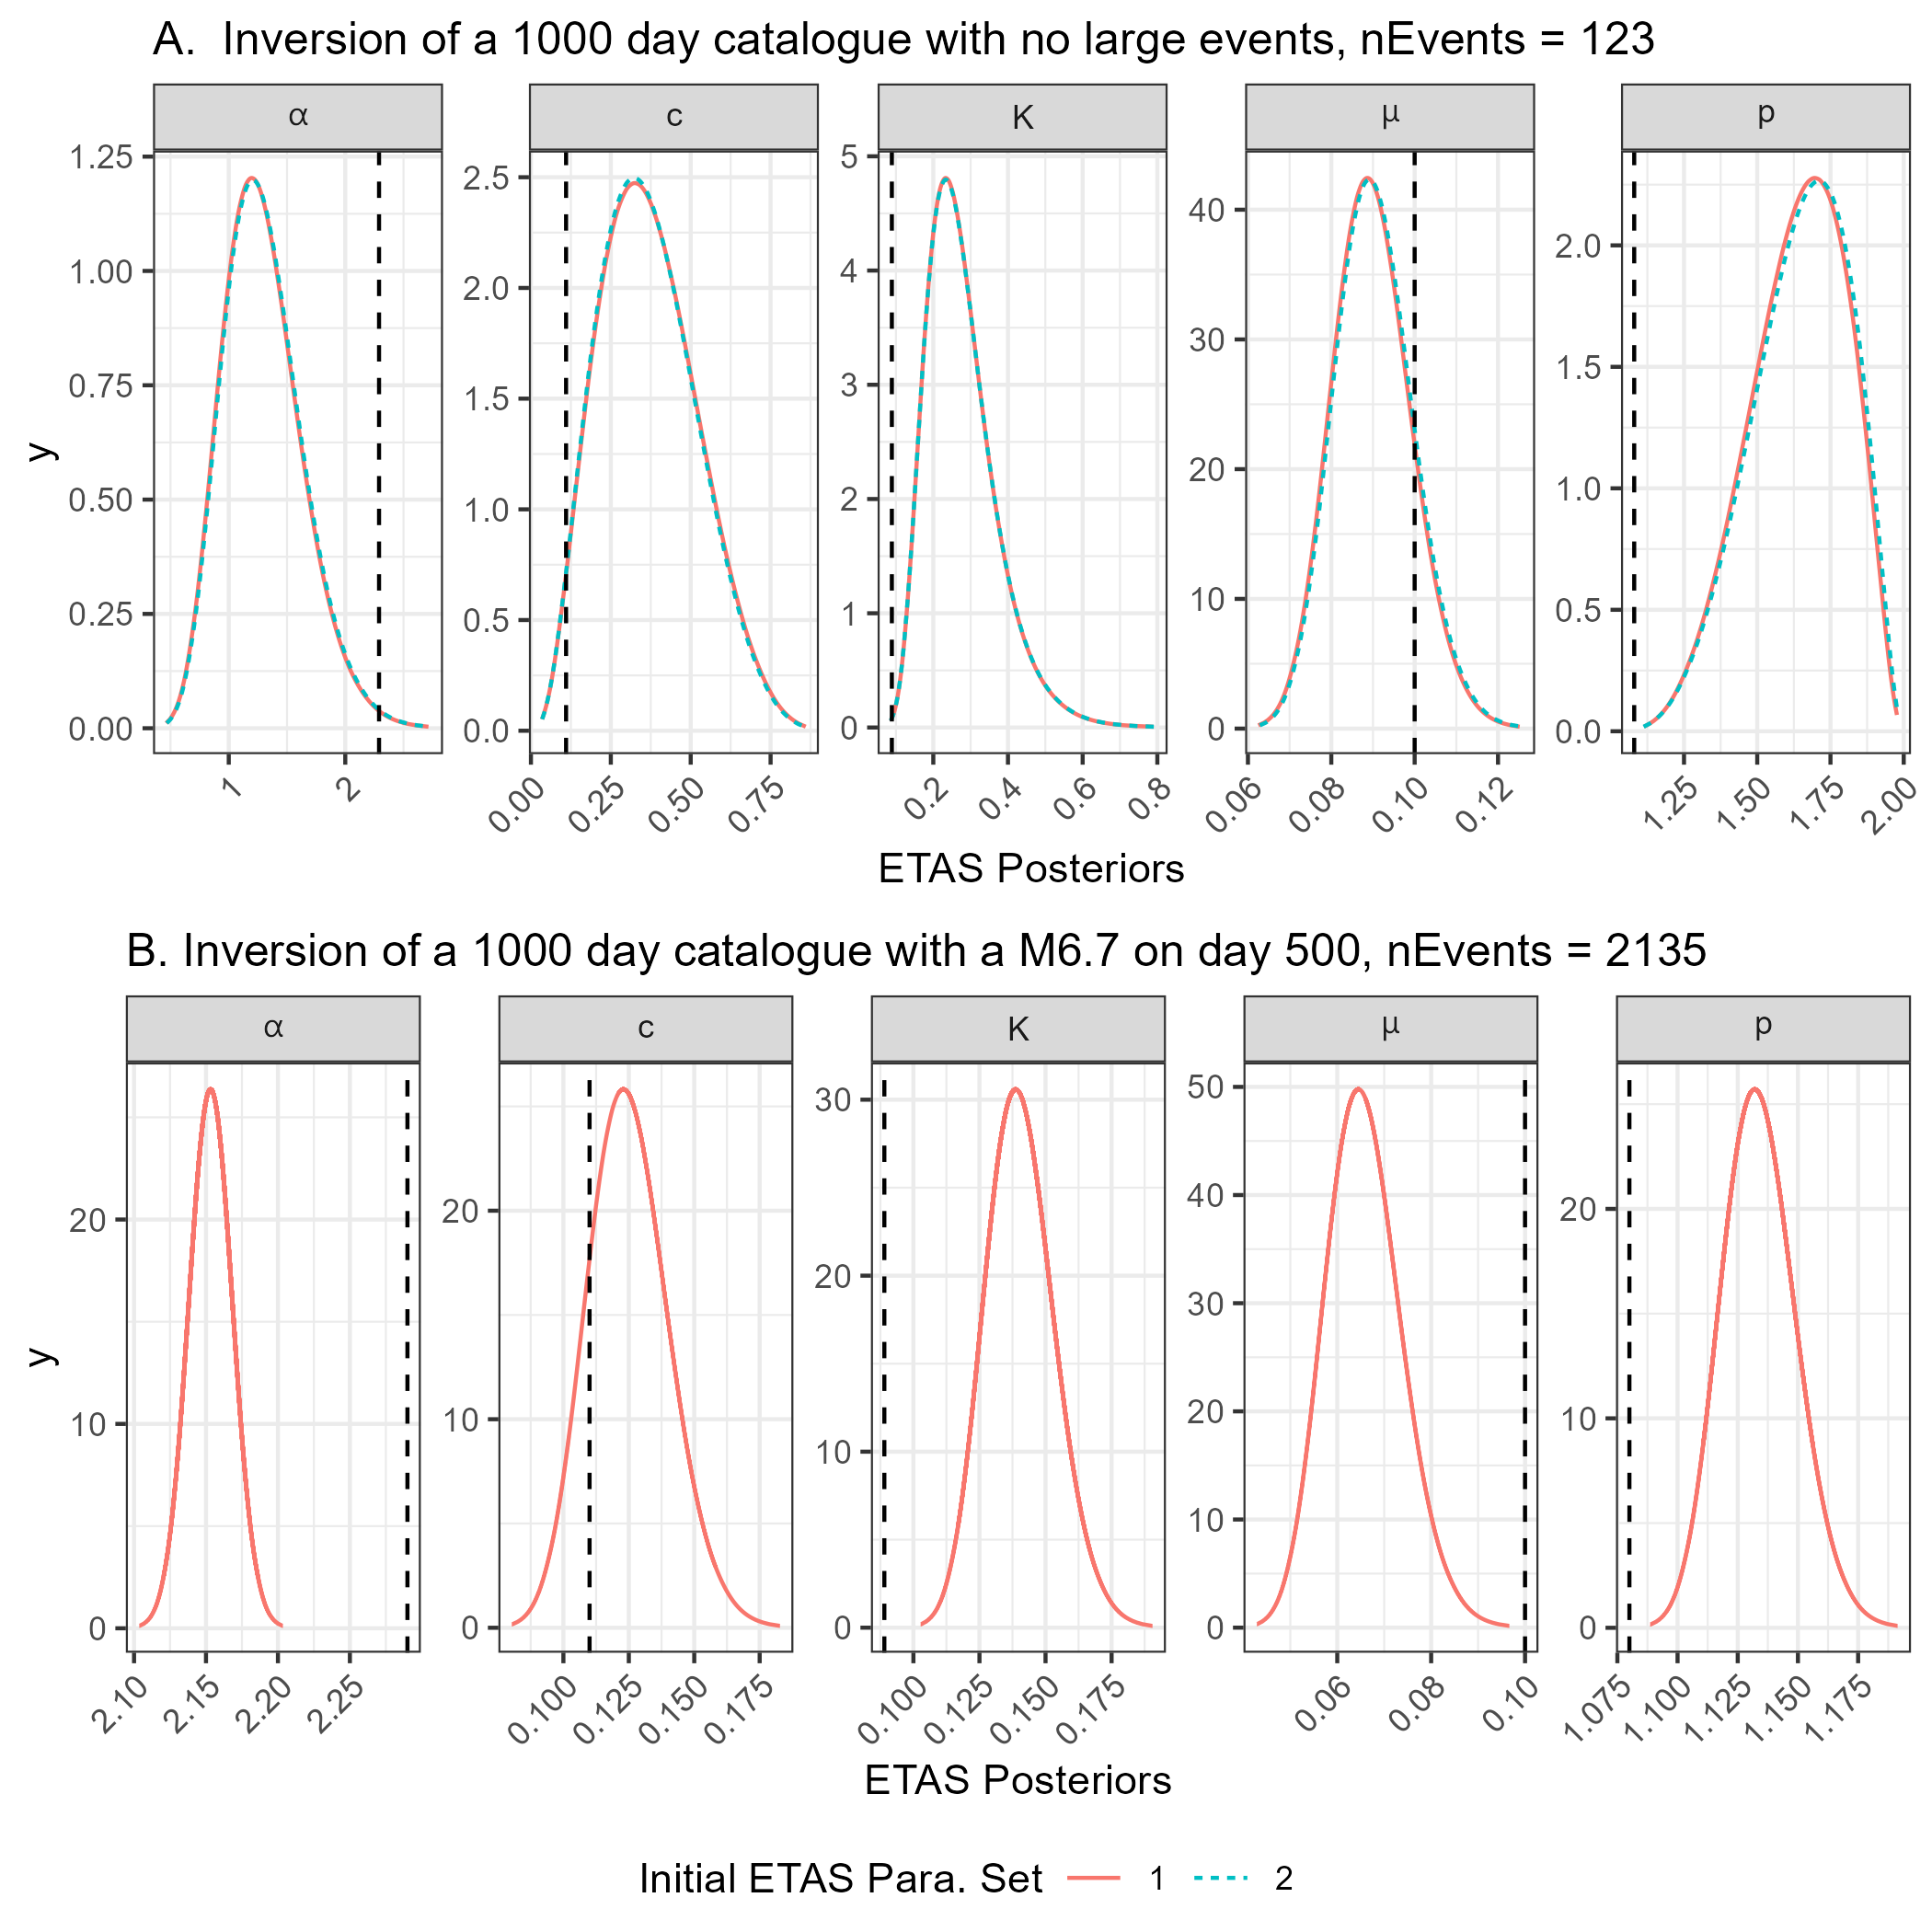 A.  Inversion of a 1000 day catalogue with no large events, nEvents = 123
α c K μ p
1.25 1.00 0.75 0.50 0.25 0.00
2.5 2.0 1.5 1.0 0.5 0.0
5 4 3 2 1 0
40 30 20 10 0
2.0 1.5 1.0 0.5 0.0
y
1 2
0.00 0.25 0.50 0.75
0.2 0.4 0.6 0.8
0.06 0.08 0.10 0.12
1.25 1.50 1.75 2.00
ETAS Posteriors
B. Inversion of a 1000 day catalogue with a M6.7 on day 500, nEvents = 2135
α c K μ p
20 10 0
20 10 0
30 20 10 0
50 40 30 20 10 0
20 10 0
y
2.10 2.15 2.20 2.25
0.100 0.125 0.150 0.175
0.100 0.125 0.150 0.175
0.06 0.08 0.10
1.075 1.100 1.125 1.150 1.175
ETAS Posteriors
Initial ETAS Para. Set 1 2